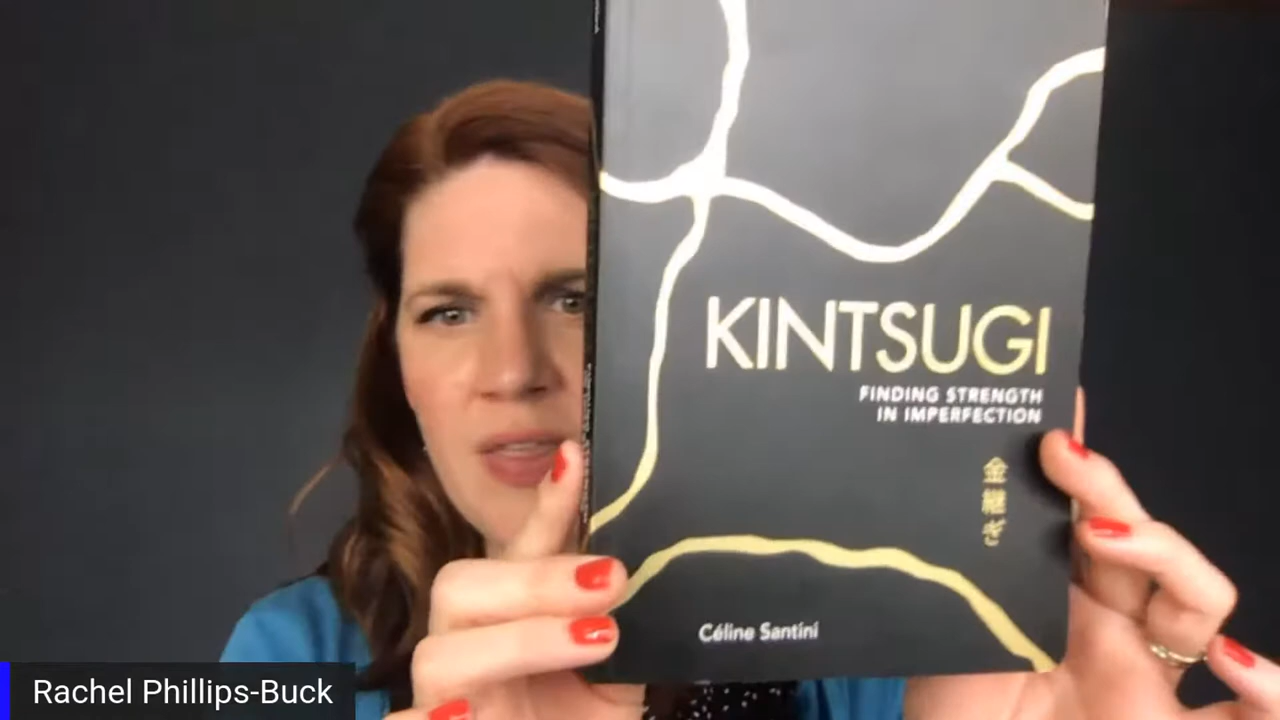 KINTSUGI
FINDING STRENGTH
IN IMPERFECTION
金継ぎ
Céline Santini
Rachel Phillips-Buck